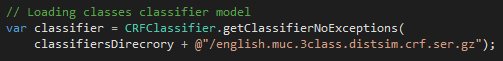 // Loading classes classifier model
var classifier = CRFClassifier.getClassifierNoExceptions(
classifiersDirecrory + @"/english.muc.3class.distsim.crf.ser.gz");